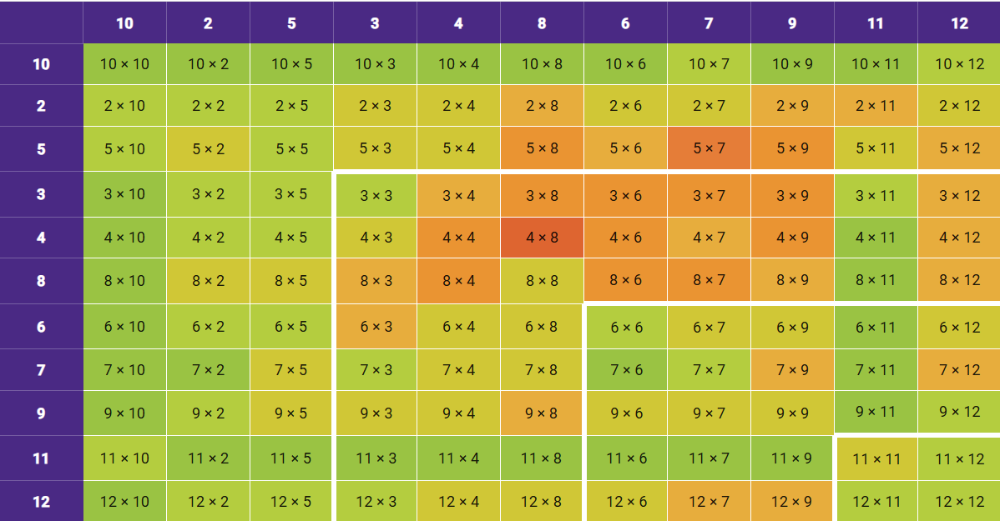 10 2 5 3 4 8 6 7 9 11 12
10 10 × 10 10 × 2 10 × 5 10 × 3 10 × 4 10 × 8 10 × 6 10 × 7 10 × 9 10 × 11 10 × 12
2 2 × 10 2 × 2 2 × 5 2 × 3 2 × 4 2 × 8 2 × 6 2 × 7 2 × 9 2 × 11 2 × 12
5 5 × 10 5 × 2 5 × 5 5 × 3 5 × 4 5 × 8 5 × 6 5 × 7 5 × 9 5 × 11 5 × 12
3 3 × 10 3 × 2 3 × 5 3 × 3 3 × 4 3 × 8 3 × 6 3 × 7 3 × 9 3 × 11 3 × 12
4 4 × 10 4 × 2 4 × 5 4 × 3 4 × 4 4 × 8 4 × 6 4 × 7 4 × 9 4 × 11 4 × 12
8 8 × 10 8 × 2 8 × 5 8 × 3 8 × 4 8 × 8 8 × 6 8 × 7 8 × 9 8 × 11 8 × 12
6 6 × 10 6 × 2 6 × 5 6 × 3 6 × 4 6 × 8 6 × 6 6 × 7 6 × 9 6 × 11 6 × 12
7 7 × 10 7 × 2 7 × 5 7 × 3 7 × 4 7 × 8 7 × 6 7 × 7 7 × 9 7 × 11 7 × 12
9 9 × 10 9 × 2 9 × 5 9 × 3 9 × 4 9 × 8 9 × 6 9 × 7 9 × 9 9 × 11 9 × 12
11 11 × 10 11 × 2 11 × 5 11 × 3 11 × 4 11 × 8 11 × 6 11 × 7 11 × 9 11 × 11 11 × 12
12 12 × 10 12 × 2 12 × 5 12 × 3 12 × 4 12 × 8 12 × 6 12 × 7 12 × 9 12 × 11 12 × 12